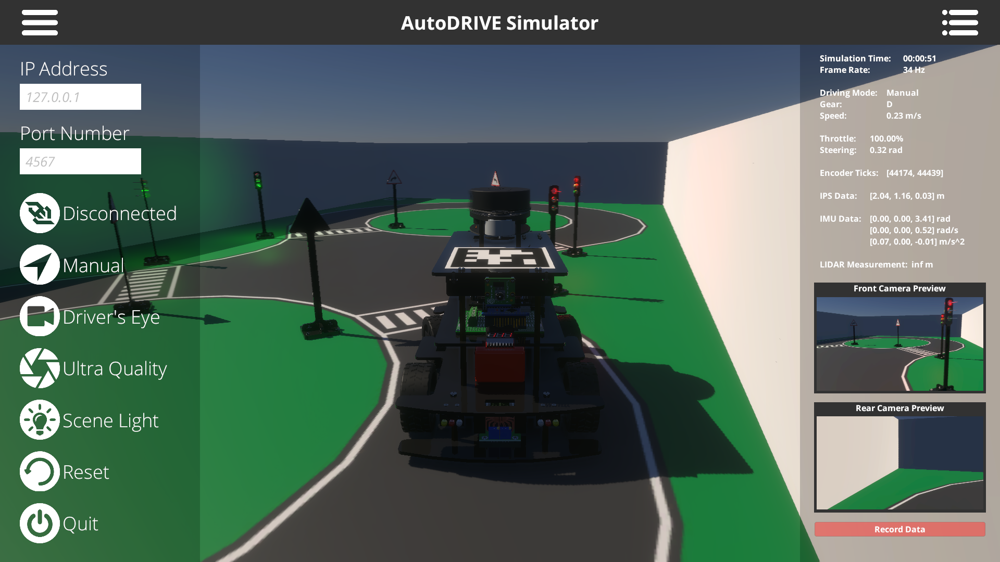 AutoDRIVE Simulator
IP Address
127.0.0.1
Port Number
4567
Disconnected
Manual
Driver's Eye
Ultra Quality
Scene Light
Reset
Quit
Simulation Time: 00:00:51
Frame Rate: 34 Hz
Driving Mode: Manual
Gear: D
Speed: 0.23 m/s
Throttle: 100.00%
Steering: 0.32 rad
Encoder Ticks: [44174, 44439]
IPS Data: [2.04, 1.16, 0.03] m
IMU Data: [0.00, 0.00, 3.41] rad
[0.00, 0.00, 0.52] rad/s
[0.07, 0.00, -0.01] m/s^2
LIDAR Measurement: inf m
Front Camera Preview
Rear Camera Preview
Record Data